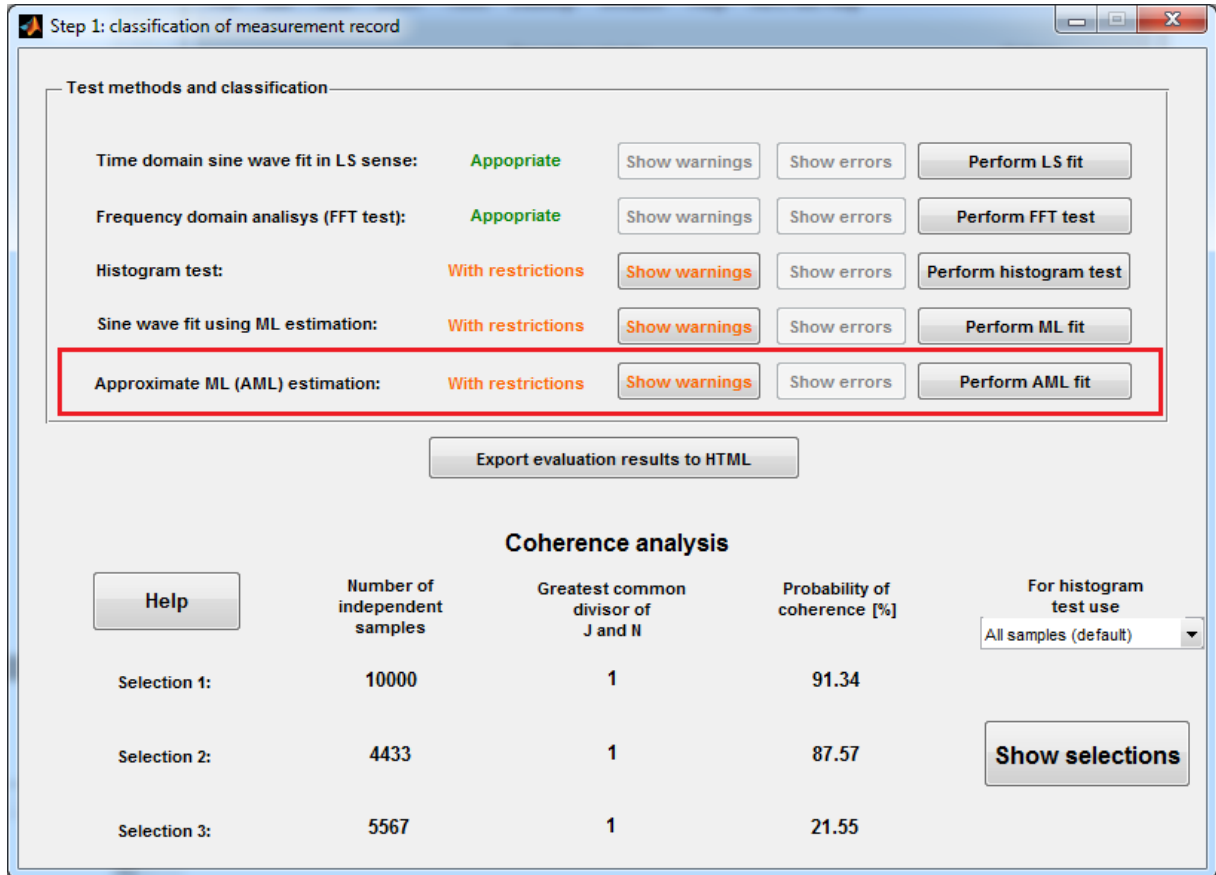 Step 1: classification of measurement record
Test methods and classification
Time domain sine wave fit in LS sense: Appopriate Show warnings Show errors Perform LS fit
Frequency domain analisys (FFT test): Appopriate Show warnings Show errors Perform FFT test
Histogram test: With restrictions Show warnings Show errors Perform histogram test
Sine wave fit using ML estimation: With restrictions Show warnings Show errors Perform ML fit
Approximate ML (AML) estimation: With restrictions Show warnings Show errors Perform AML fit
Export evaluation results to HTML
Coherence analysis
Help
Number of
independent
samples
Greatest common
divisor of
J and N
Probability of
coherence [%]
For histogram
test use
All samples (default)
Selection 1: 10000 1 91.34
Selection 2: 4433 1 87.57
Show selections
Selection 3: 5567 1 21.55